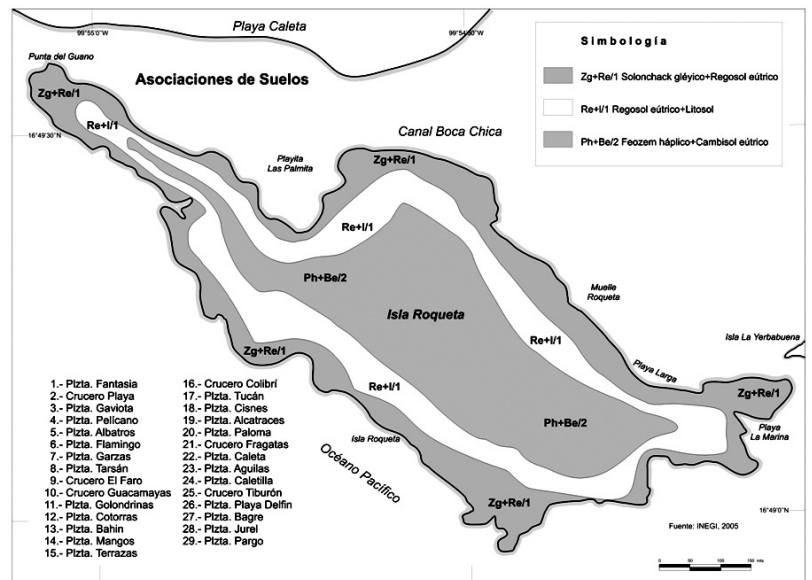 Playa Caleta
99°55'0"W
99°54'30"W
Simbología
Punta del Guano
Asociaciones de Suelos
Zg+Re/1 Solonchack gléyico+Regosol eútrico
Zg+Re/1
Re+I/1 Regosol eútrico+Litosol
Re+I/1
16°49'30"N
Canal Boca Chica
Ph+Be/2 Feozem háplico+Cambisol eútrico
Playita
Las Palmita
Zg+Re/1
Re+I/1
Ph+Be/2
Muelle
Roqueta
Isla Roqueta
Isla La Yerbabuena
Re+I/1
Zg+Re/1
Playa Larga
Re+I/1
Zg+Re/1
Ph+Be/2
Playa
La Marina
Isla Roqueta
Océano Pacífico
Zg+Re/1
16°49'0"N
Fuente: INEGI, 2005
0 50 100 150 mts
1.- Plzta. Fantasia
2.- Crucero Playa
3.- Plzta. Gaviota
4.- Plzta. Pelícano
5.- Plzta. Albatros
6.- Plzta. Flamingo
7.- Plzta. Garzas
8.- Plzta. Tarsán
9.- Crucero El Faro
10.- Crucero Guacamayas
11.- Plzta. Golondrinas
12.- Plzta. Cotorras
13.- Plzta. Bahin
14.- Plzta. Mangos
15.- Plzta. Terrazas
16.- Crucero Colibrí
17.- Plzta. Tucán
18.- Plzta. Cisnes
19.- Plzta. Alcatraces
20.- Plzta. Paloma
21.- Crucero Fragatas
22.- Plzta. Caleta
23.- Plzta. Aguilas
24.- Plzta. Caletilla
25.- Crucero Tiburón
26.- Plzta. Playa Delfin
27.- Plzta. Bagre
28.- Plzta. Jurel
29.- Plzta. Pargo